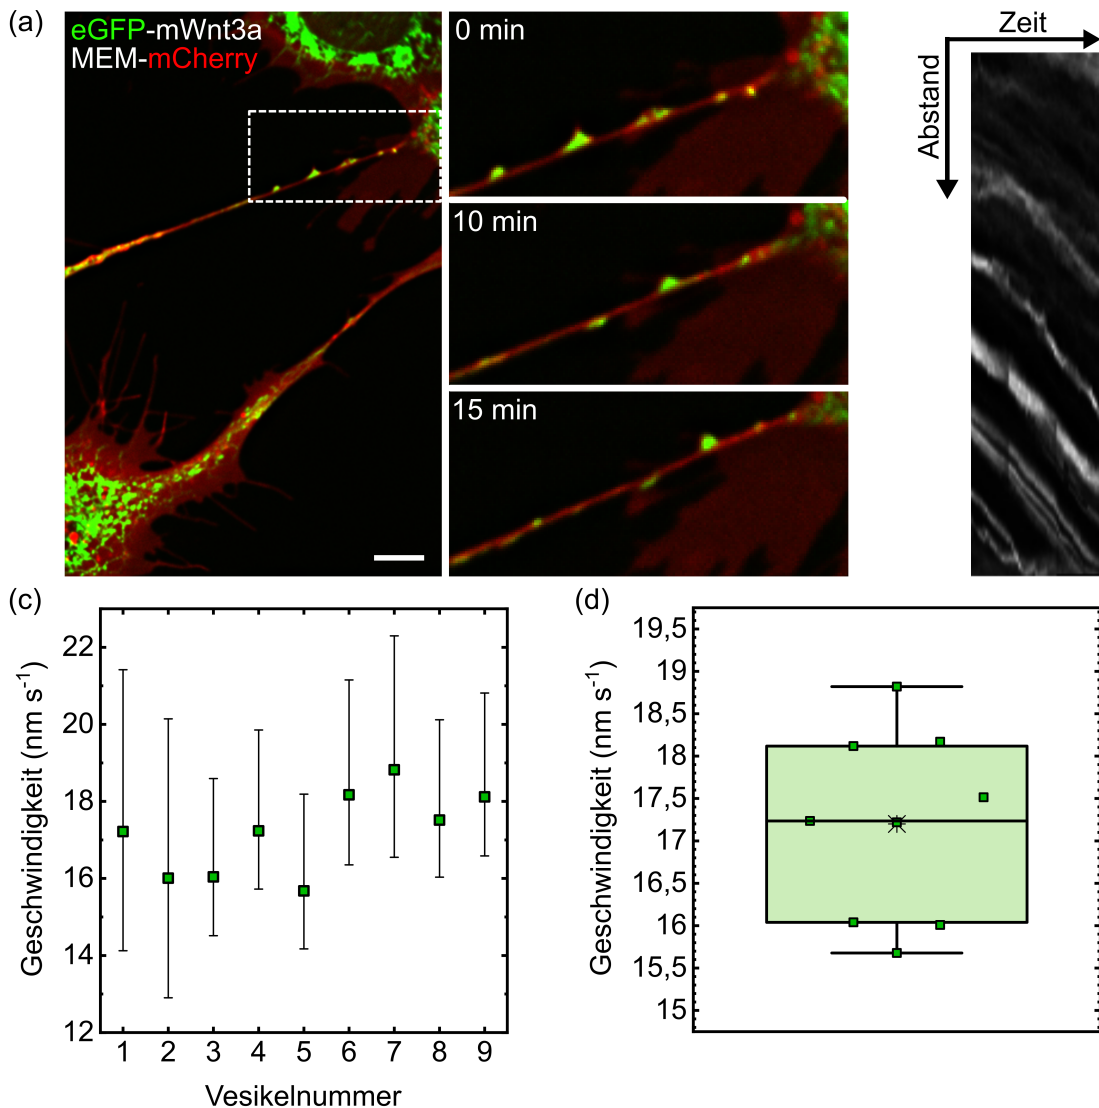 (a)
eGFP-mWnt3a
MEM-mCherry
0 min
10 min
15 min
Zeit
Abstand
(c)
Geschwindigkeit (nm s⁻¹)
22
20
18
16
14
12
1 2 3 4 5 6 7 8 9
Vesikelnummer
(d)
Geschwindigkeit (nm s⁻¹)
19,5
19
18,5
18
17,5
17
16,5
16
15,5
15